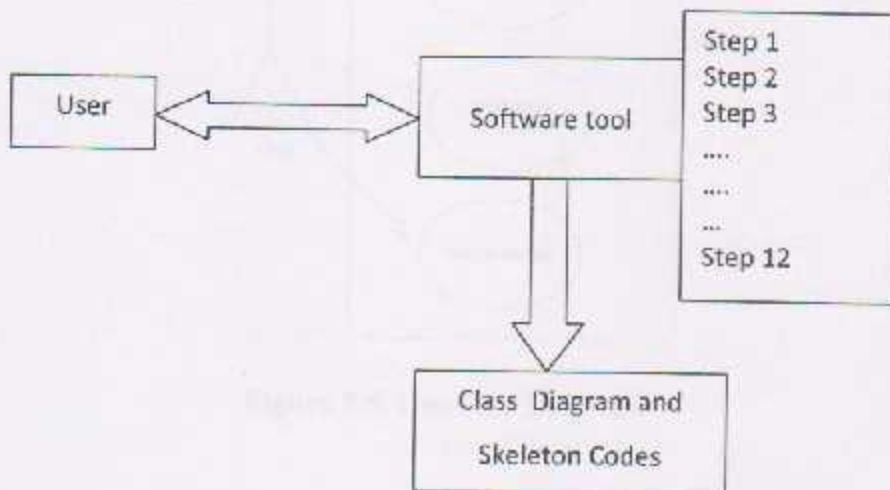 User
Software tool
Step 1
Step 2
Step 3
....
....
...
Step 12
Class Diagram and
Skeleton Codes